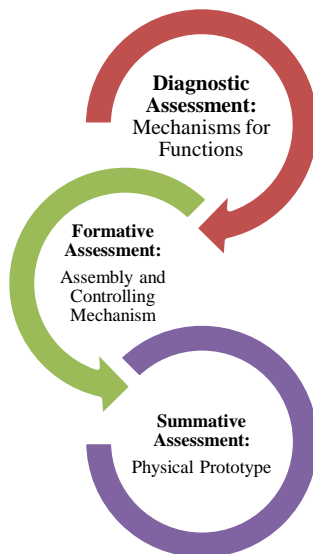 Diagnostic
Assessment:
Mechanisms for
Functions
Formative
Assessment:
Assembly and
Controlling
Mechanism
Summative
Assessment:
Physical Prototype